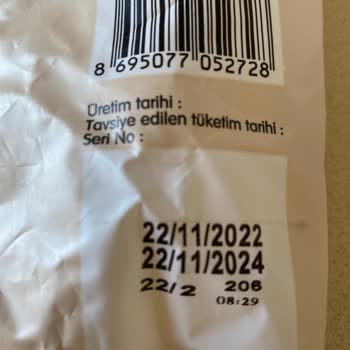 8 695077 052728
Üretim tarihi :
Tavsiye edilen tüketim tarihi :
Seri No :
22/11/2022
22/11/2024
22/2 206
08:29